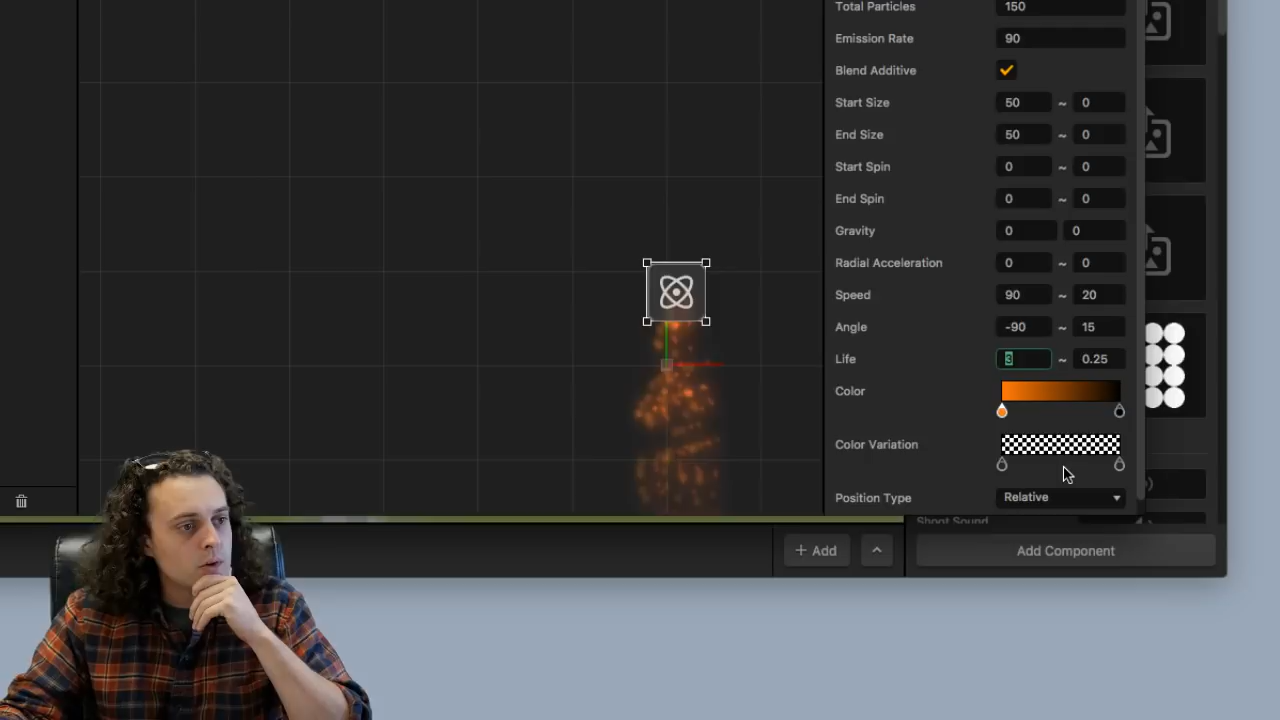 Total Particles 150
Emission Rate 90
Blend Additive
Start Size 50 ~ 0
End Size 50 ~ 0
Start Spin 0 ~ 0
End Spin 0 ~ 0
Gravity 0 0
Radial Acceleration 0 ~ 0
Speed 90 ~ 20
Angle -90 ~ 15
Life 3 ~ 0.25
Color
Color Variation
Position Type Relative
Shoot Sound
+ Add
Add Component